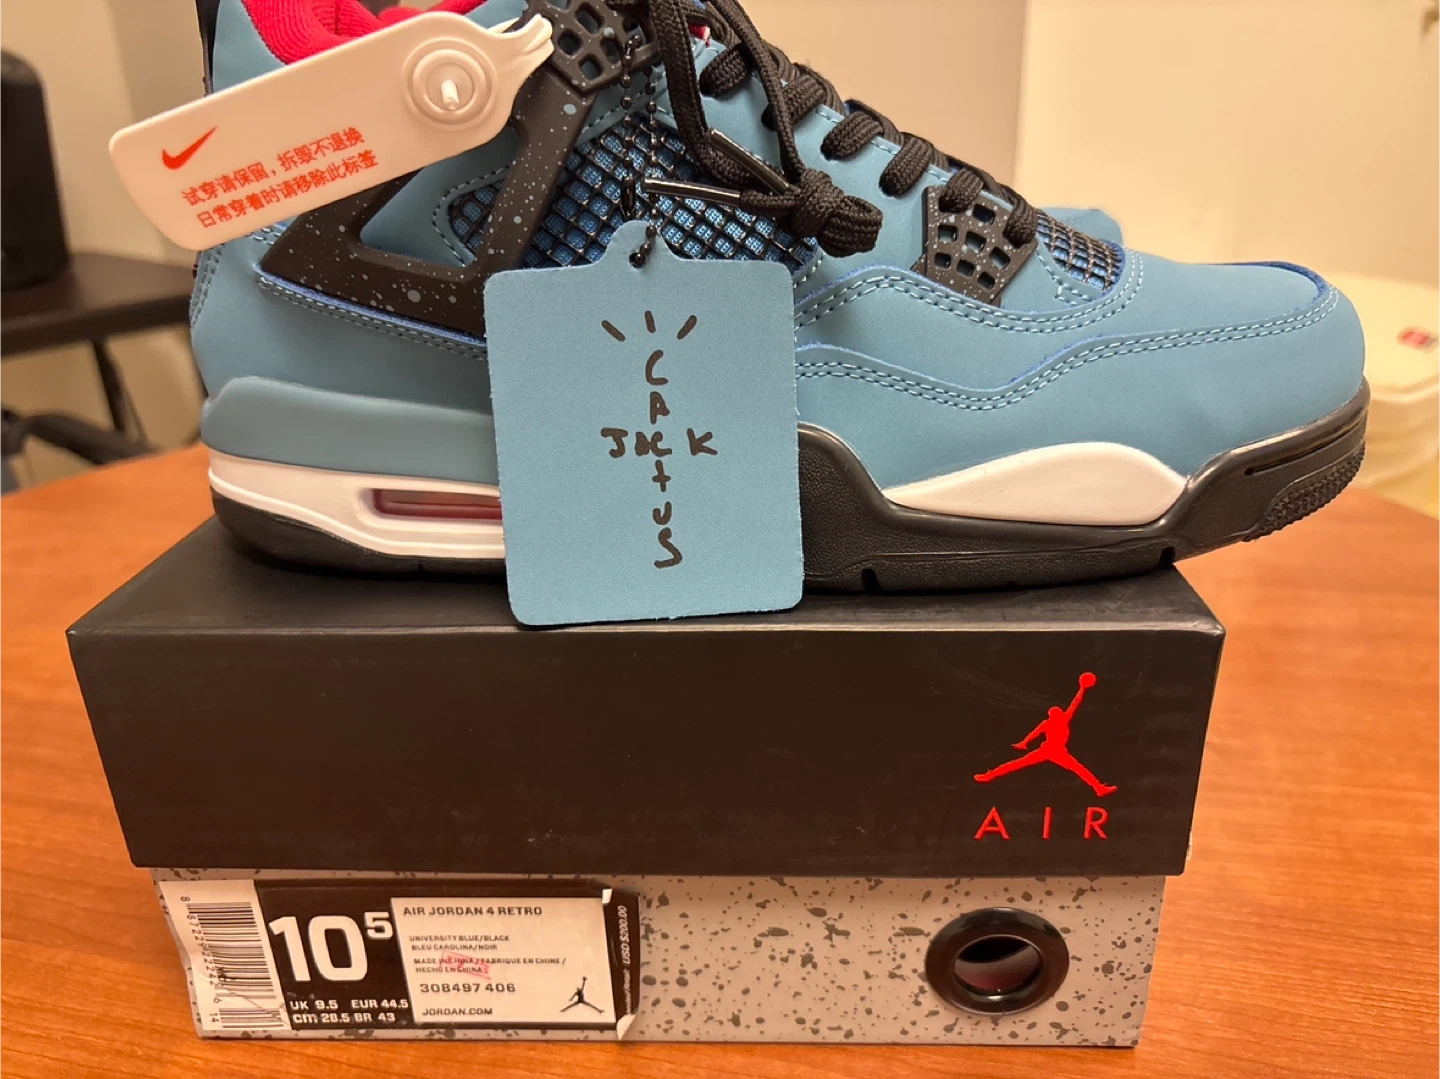 试穿请保留，拆毁不退换
日常穿着时请移除此标签
CACTUS
JACK
AIR
10⁵
UK 9.5 EUR 44.5
cm 28.5 BR 43
AIR JORDAN 4 RETRO
UNIVERSITY BLUE/BLACK
BLEU CAROLINA/NOIR
MADE IN CHINA / FABRIQUE EN CHINE /
HECHO EN CHINA
308497 406
JORDAN.COM
USD $200.00
14